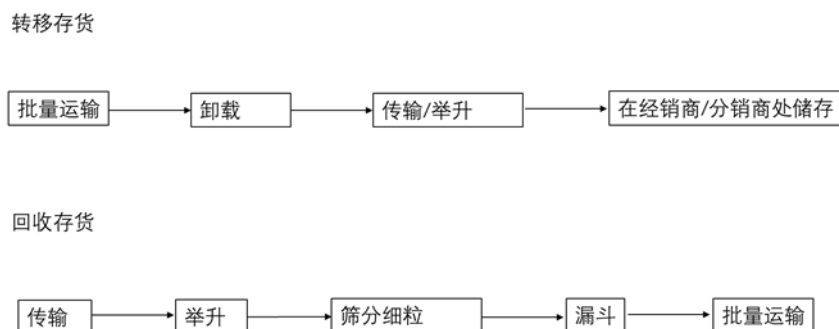 转移存货
批量运输 卸载 传输/举升 在经销商/分销商处储存
回收存货
传输 举升 筛分细粒 漏斗 批量运输